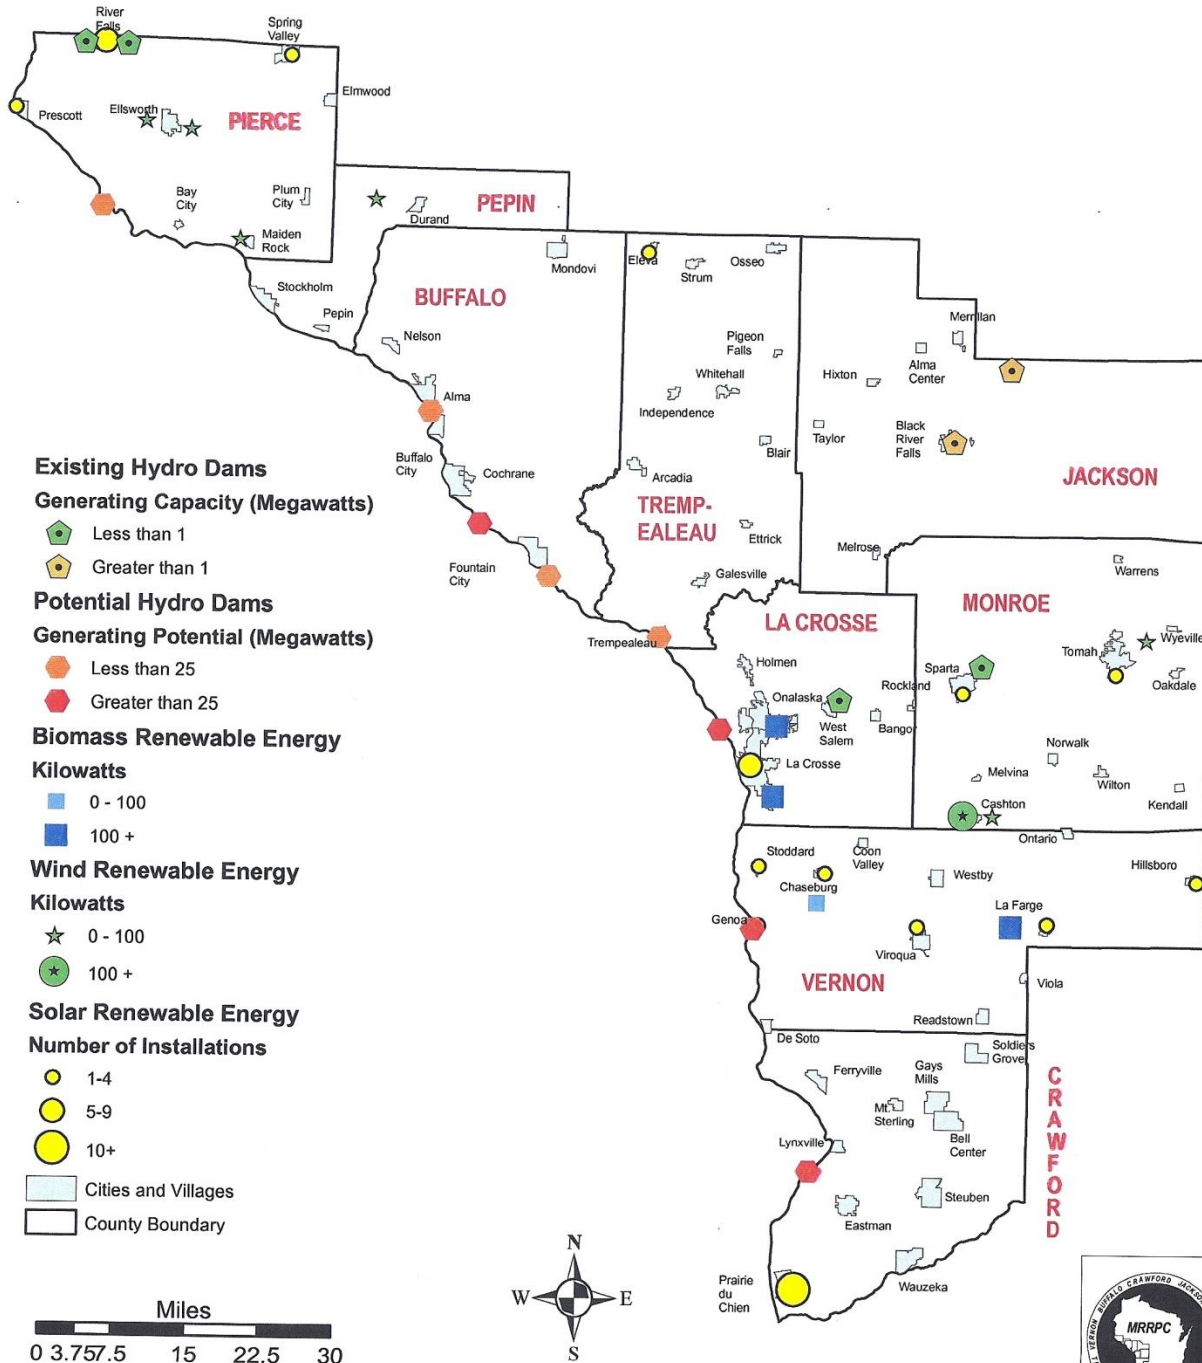 River
Falls
Spring
Valley
Elmwood
Prescott
Ellsworth
PIERCE
Bay
City
Plum
City
Maiden
Rock
Durand
PEPIN
Stockholm
Pepin
Mondovi
BUFFALO
Nelson
Alma
Buffalo
City
Cochrane
Fountain
City
Eleva
Strum
Osseo
Pigeon
Falls
Whitehall
Independence
Blair
Arcadia
TREMP-
EALEAU
Ettrick
Galesville
Trempealeau
Merrillan
Alma
Center
Hixton
Taylor
Black
River
Falls
JACKSON
Melrose
Warrens
MONROE
Wyeville
Tomah
Oakdale
Sparta
Rockland
Norwalk
Melvina
Wilton
Kendall
Cashton
LA CROSSE
Holmen
Onalaska
West
Salem
Bangor
La Crosse
Ontario
Stoddard
Coon
Valley
Chaseburg
Westby
Hillsboro
La Farge
Genoa
Viroqua
VERNON
Viola
Readstown
De Soto
Soldiers
Grove
Ferryville
Gays
Mills
Mt.
Sterling
Bell
Center
Lynxville
CRAWFORD
Steuben
Eastman
Wauzeka
Prairie
du
Chien
Existing Hydro Dams
Generating Capacity (Megawatts)
Less than 1
Greater than 1
Potential Hydro Dams
Generating Potential (Megawatts)
Less than 25
Greater than 25
Biomass Renewable Energy
Kilowatts
0 - 100
100 +
Wind Renewable Energy
Kilowatts
0 - 100
100 +
Solar Renewable Energy
Number of Installations
1-4
5-9
10+
Cities and Villages
County Boundary
Miles
0 3.75 7.5 15 22.5 30
N
W E
S
VERNON BUFFALO CRAWFORD JACKSON
MRRPC